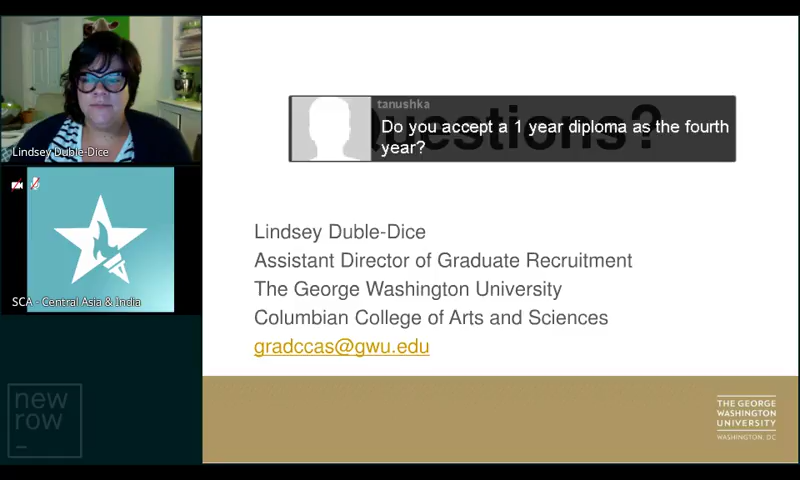 Lindsey Duble-Dice
SCA - Central Asia & India
new
row
tanushka
Do you accept a 1 year diploma as the fourth
year?
Questions?
Lindsey Duble-Dice
Assistant Director of Graduate Recruitment
The George Washington University
Columbian College of Arts and Sciences
gradccas@gwu.edu
THE GEORGE
WASHINGTON
UNIVERSITY
WASHINGTON, DC